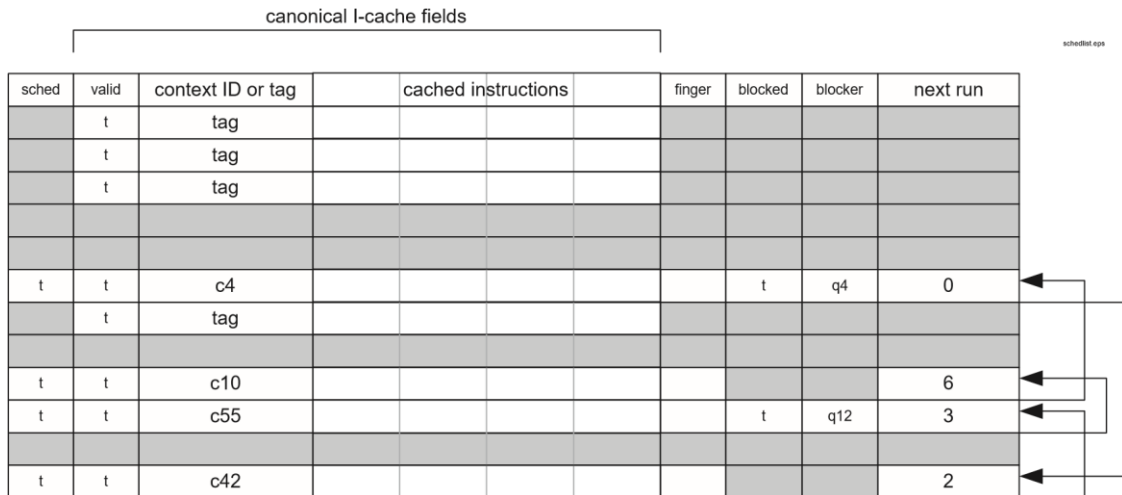 canonical I-cache fields
schedlist.eps
sched valid context ID or tag cached instructions finger blocked blocker next run
t tag
t tag
t tag
t t c4 t q4 0
t tag
t t c10 6
t t c55 t q12 3
t t c42 2